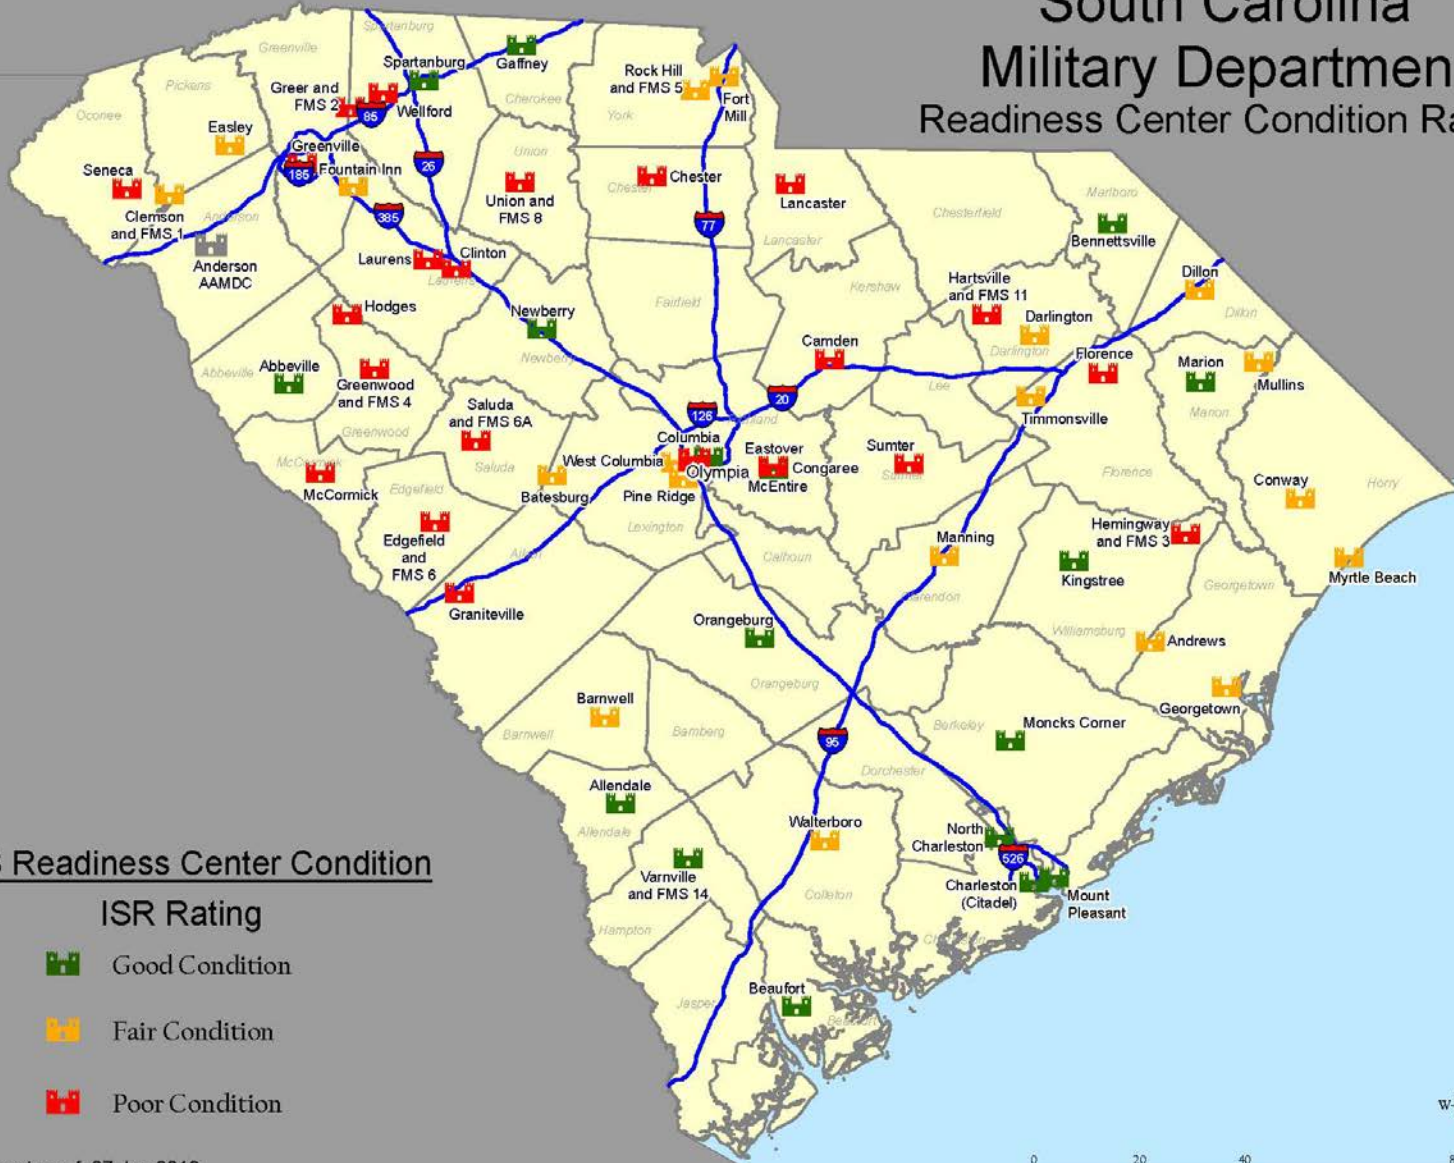 South Carolina
Military Departmen
Readiness Center Condition Ra
Spartanburg
Greenville
Spartanburg
Gaffney
Pickens
Greer and
FMS 2
Wellford
Cherokee
Rock Hill
and FMS 5
Fort
Mill
York
Oconee
Easley
85
Greenville
185
Fountain Inn
26
Union
Seneca
Clemson
and FMS 1
Anderson
385
Union and
FMS 8
Chester
Chester
Lancaster
77
Marlboro
Chesterfield
Bennettsville
Anderson
AAMDC
Laurens
Clinton
Laurens
Lancaster
Kershaw
Hartsville
and FMS 11
Dillon
Dillon
Hodges
Newberry
Newberry
Fairfield
Camden
Darlington
Darlington
Florence
Marion
Mullins
Abbeville
Abbeville
Greenwood
and FMS 4
Greenwood
Saluda
and FMS 6A
Saluda
126
20
Richland
Lee
Timmonsville
Marion
Columbia
West Columbia
Olympia
Pine Ridge
Eastover
Congaree
McEntire
Sumter
Sumter
Florence
Conway
Horry
McCormick
McCormick
Edgefield
Batesburg
Lexington
Edgefield
and
FMS 6
Aiken
Calhoun
Manning
Clarendon
Hemingway
and FMS 3
Kingstree
Georgetown
Myrtle Beach
Graniteville
Orangeburg
Williamsburg
Andrews
Orangeburg
Georgetown
Barnwell
Barnwell
Bamberg
Berkeley
Moncks Corner
95
Dorchester
Allendale
Allendale
Walterboro
North
Charleston
526
Varnville
and FMS 14
Colleton
Charleston
(Citadel)
Mount
Pleasant
Hampton
Charleston
Jasper
Beaufort
Beaufort
Readiness Center Condition
ISR Rating
Good Condition
Fair Condition
Poor Condition
W
0 20 40